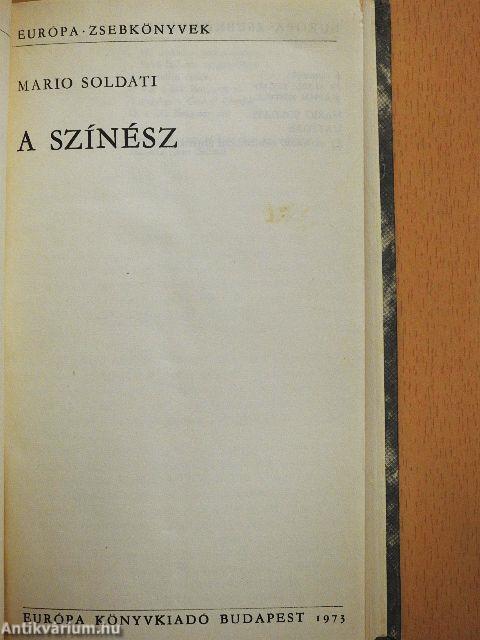 EURÓPA · ZSEBKÖNYVEK
MARIO SOLDATI
A SZÍNÉSZ
EURÓPA KÖNYVKIADÓ BUDAPEST 1973
Antikvarium.hu